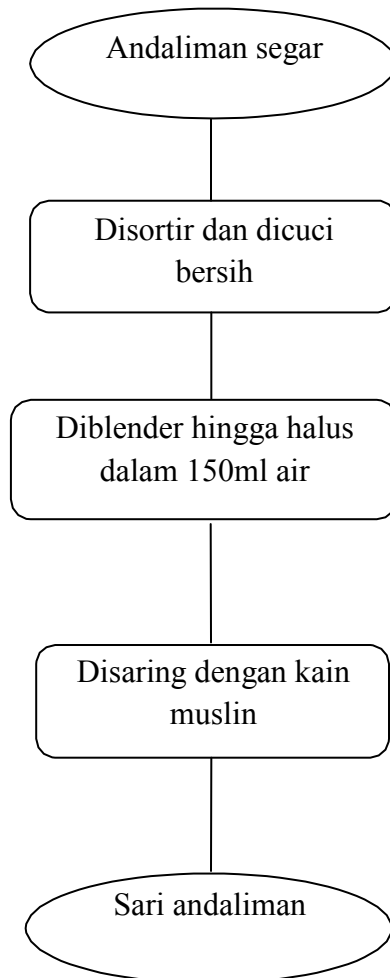 Andaliman segar
Disortir dan dicuci
bersih
Diblender hingga halus
dalam 150ml air
Disaring dengan kain
muslin
Sari andaliman